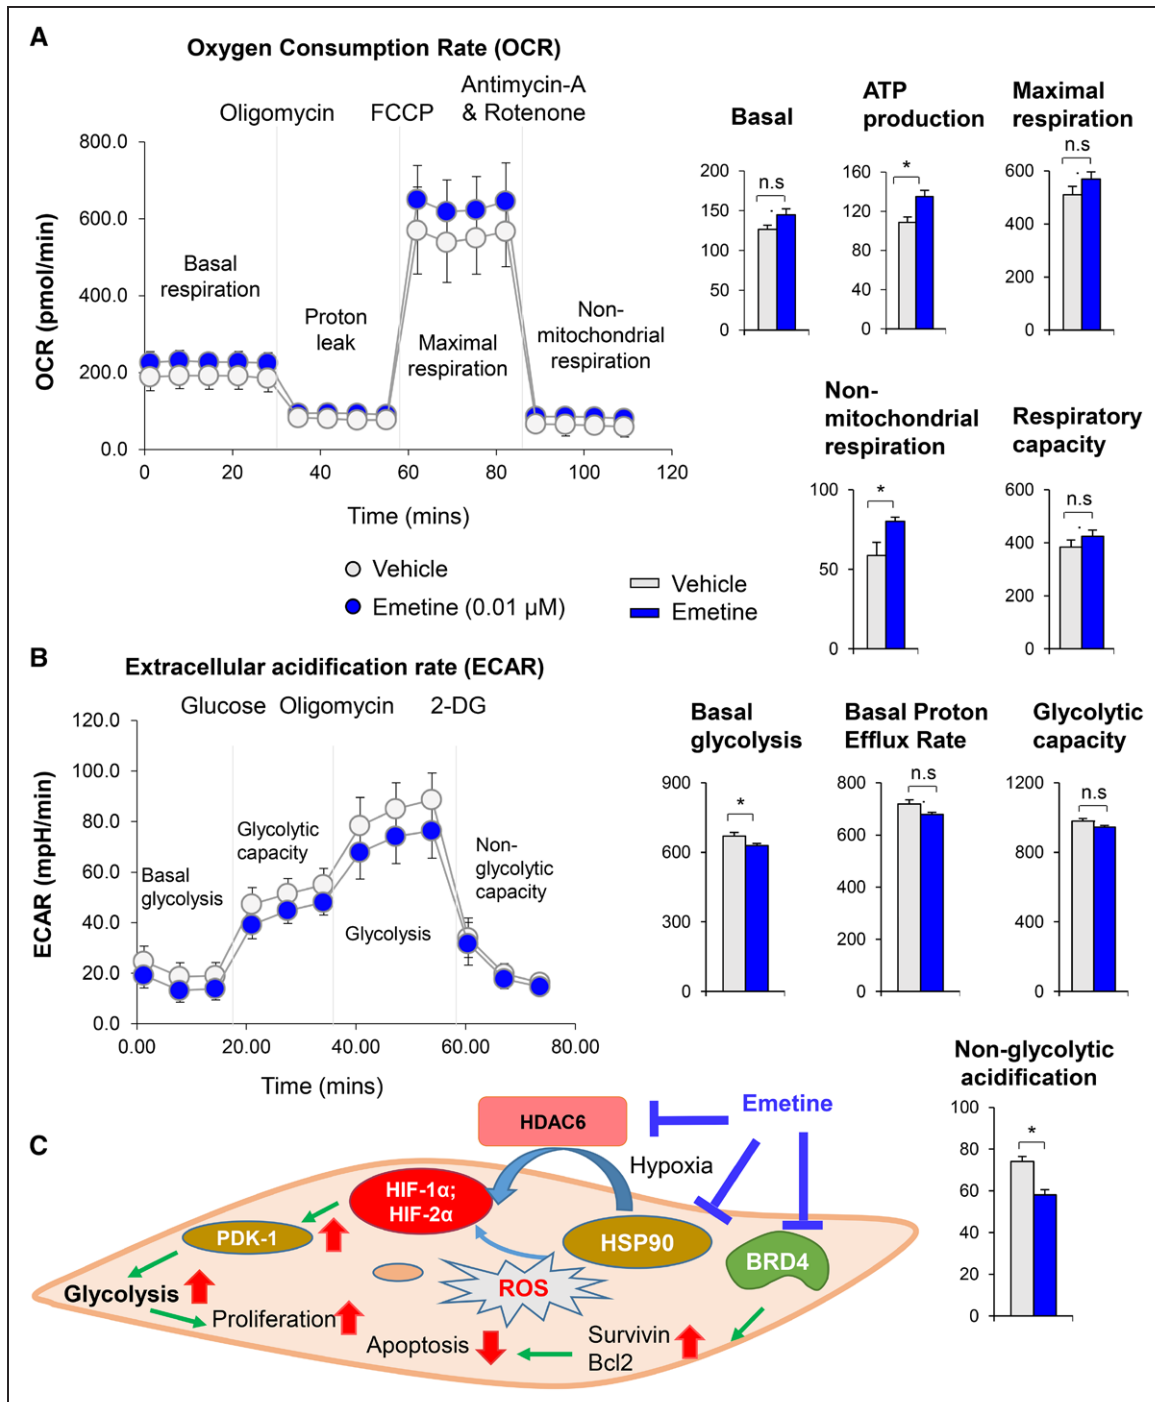 A
Oxygen Consumption Rate (OCR)
Oligomycin
FCCP
Antimycin-A
& Rotenone
800.0
600.0
400.0
200.0
0.0
OCR (pmol/min)
Basal
respiration
Proton
leak
Maximal
respiration
Non-
mitochondrial
respiration
0 20 40 60 80 100 120
Time (mins)
Vehicle
Emetine (0.01 µM)
Vehicle
Emetine
Basal
n.s
200
150
100
50
0
ATP
production
*
160
120
80
40
0
Maximal
respiration
n.s
600
400
200
0
Non-
mitochondrial
respiration
*
100
50
0
Respiratory
capacity
n.s
600
400
200
0
B
Extracellular acidification rate (ECAR)
Glucose Oligomycin 2-DG
120.0
100.0
80.0
60.0
40.0
20.0
0.0
ECAR (mpH/min)
Basal
glycolysis
Glycolytic
capacity
Glycolysis
Non-
glycolytic
capacity
0.00 20.00 40.00 60.00 80.00
Time (mins)
Basal
glycolysis
*
900
600
300
0
Basal Proton
Efflux Rate
n.s
800
600
400
200
0
Glycolytic
capacity
n.s
1200
900
600
300
0
Non-glycolytic
acidification
*
100
80
60
40
20
0
C
HDAC6
Emetine
Hypoxia
HIF-1α;
HIF-2α
PDK-1
HSP90
BRD4
ROS
Glycolysis
Proliferation
Apoptosis
Survivin
Bcl2